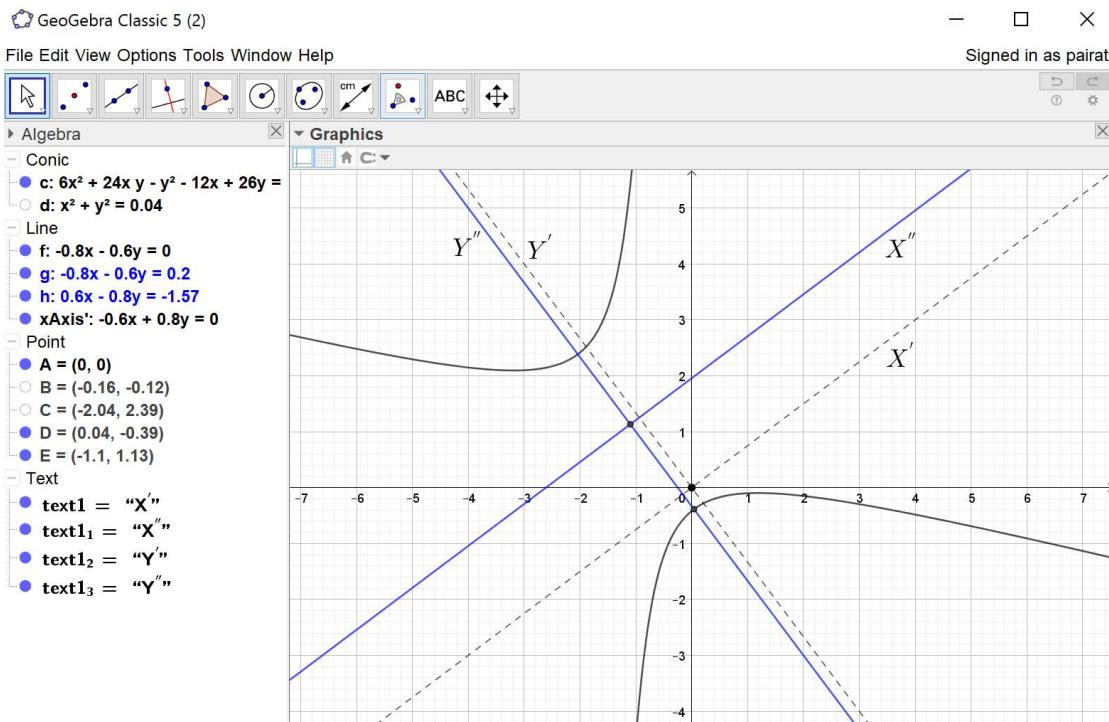 GeoGebra Classic 5 (2)
File Edit View Options Tools Window Help
Signed in as pairat
cm
ABC
Algebra
Graphics
Conic
c: 6x² + 24x y - y² - 12x + 26y =
d: x² + y² = 0.04
Line
f: -0.8x - 0.6y = 0
g: -0.8x - 0.6y = 0.2
h: 0.6x - 0.8y = -1.57
xAxis': -0.6x + 0.8y = 0
Point
A = (0, 0)
B = (-0.16, -0.12)
C = (-2.04, 2.39)
D = (0.04, -0.39)
E = (-1.1, 1.13)
Text
text1 = “X′”
text1₁ = “X″”
text1₂ = “Y′”
text1₃ = “Y″”
Y″ Y′ X″
X′
5
4
3
2
1
-7 -6 -5 -4 -3 -2 -1 0 1 2 3 4 5 6 7
-1
-2
-3
-4